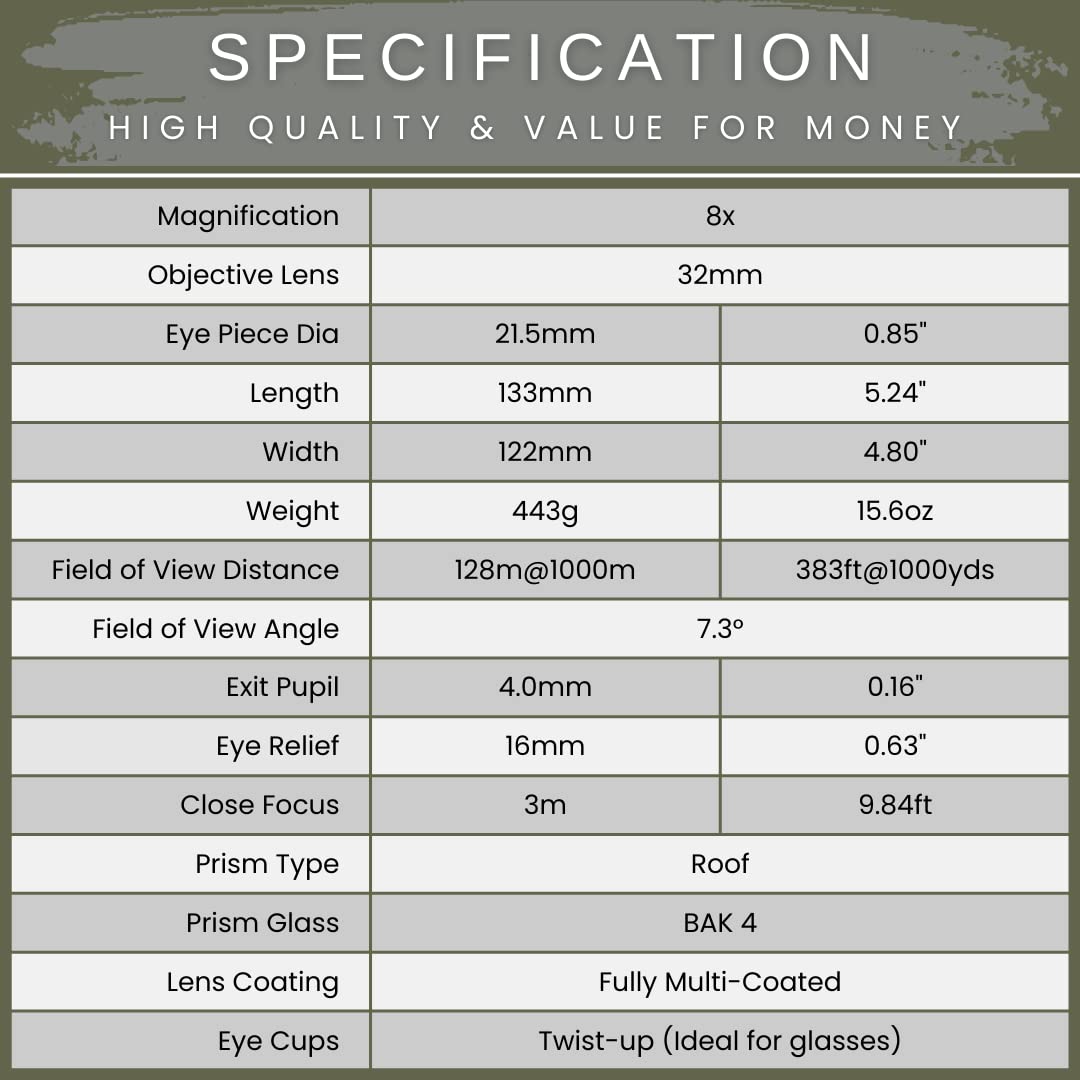 SPECIFICATION
HIGH QUALITY & VALUE FOR MONEY
Magnification 8x
Objective Lens 32mm
Eye Piece Dia 21.5mm 0.85"
Length 133mm 5.24"
Width 122mm 4.80"
Weight 443g 15.6oz
Field of View Distance 128m@1000m 383ft@1000yds
Field of View Angle 7.3º
Exit Pupil 4.0mm 0.16"
Eye Relief 16mm 0.63"
Close Focus 3m 9.84ft
Prism Type Roof
Prism Glass BAK 4
Lens Coating Fully Multi-Coated
Eye Cups Twist-up (Ideal for glasses)